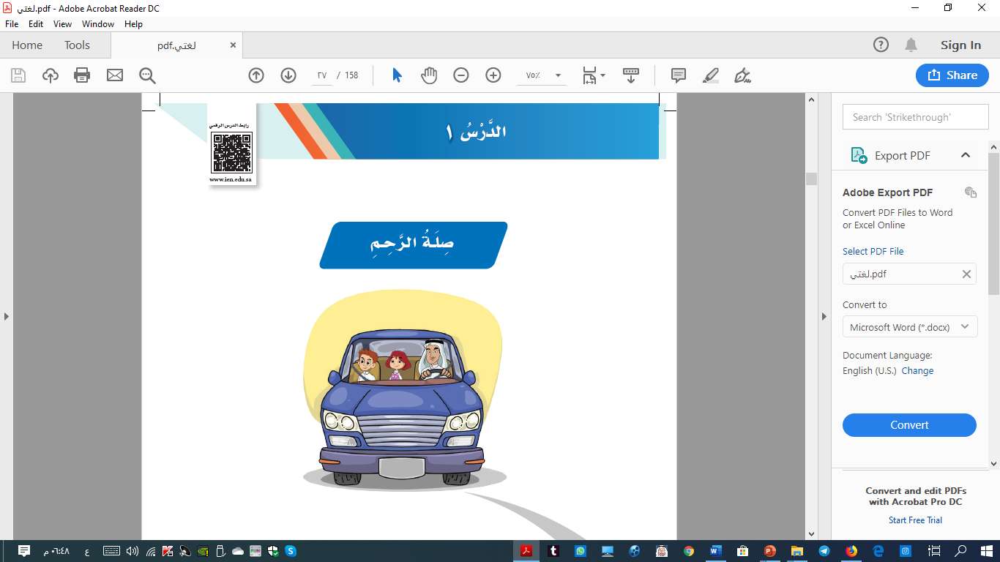 لغتي.pdf - Adobe Acrobat Reader DC
File Edit View Window Help
Home Tools لغتي.pdf Sign In
٣٧ / 158 ٧٥٪ Share
رابط الدرس الرقمي
www.ien.edu.sa
الدَّرْسُ ١
صِلَةُ الرَّحِمِ
Search 'Strikethrough'
Export PDF
Adobe Export PDF
Convert PDF Files to Word
or Excel Online
Select PDF File
لغتي.pdf
Convert to
Microsoft Word (*.docx)
Document Language:
English (U.S.) Change
Convert
Convert and edit PDFs
with Acrobat Pro DC
Start Free Trial
٠٦:٤٨ م ع